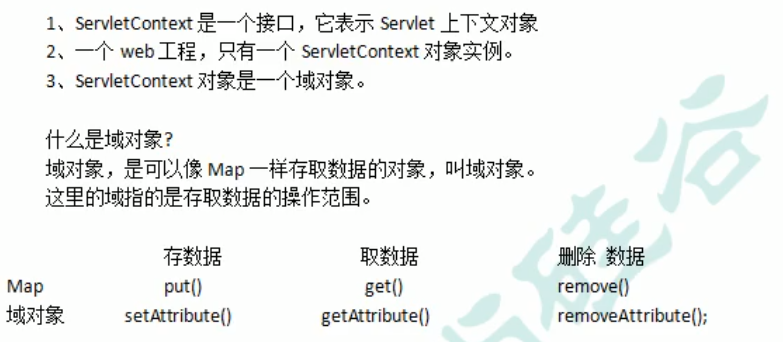 1、ServletContext 是一个接口，它表示 Servlet 上下文对象
2、一个 web 工程，只有一个 ServletContext 对象实例。
3、ServletContext 对象是一个域对象。
什么是域对象?
域对象，是可以像 Map 一样存取数据的对象，叫域对象。
这里的域指的是存取数据的操作范围。
存数据 取数据 删除 数据
Map put() get() remove()
域对象 setAttribute() getAttribute() removeAttribute();
硅谷